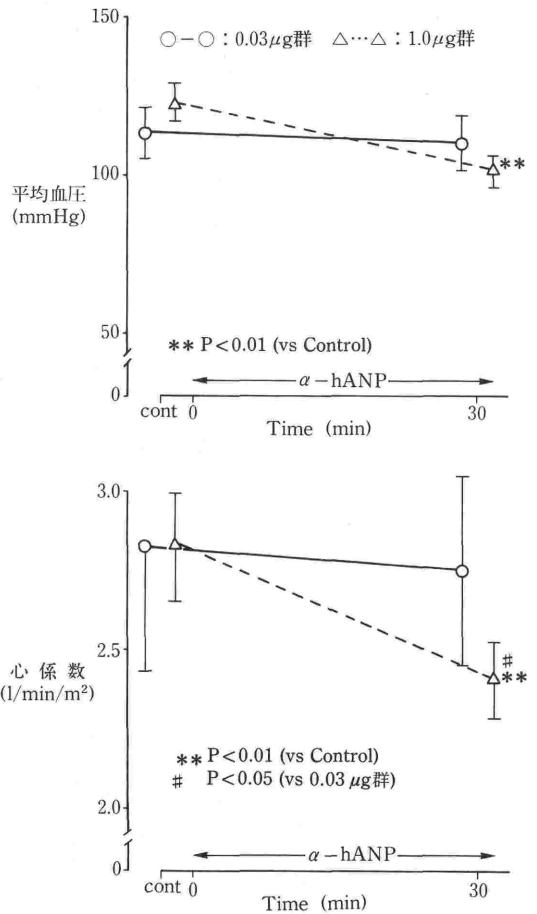 150
○−○：0.03μg群　△…△：1.0μg群
100
**
平均血圧
(mmHg)
50
** P<0.01 (vs Control)
α−hANP
0
cont 0 30
Time (min)
3.0
2.5
#
**
心係数
(l/min/m²)
** P<0.01 (vs Control)
# P<0.05 (vs 0.03 μg群)
2.0
α−hANP
0
cont 0 30
Time (min)